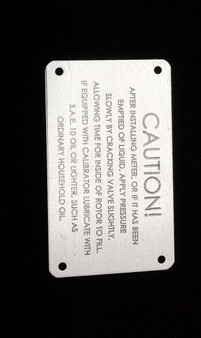 CAUTION!
AFTER INSTALLING METER, OR IF IT HAS BEEN
EMPTIED OF LIQUID, APPLY PRESSURE
SLOWLY BY CRACKING VALVE SLIGHTLY,
ALLOWING TIME FOR INSIDE OF ROTOR TO FILL.
IF EQUIPPED WITH CALIBRATOR LUBRICATE WITH
S.A.E. 10 OIL OR LIGHTER, SUCH AS
ORDINARY HOUSEHOLD OIL.